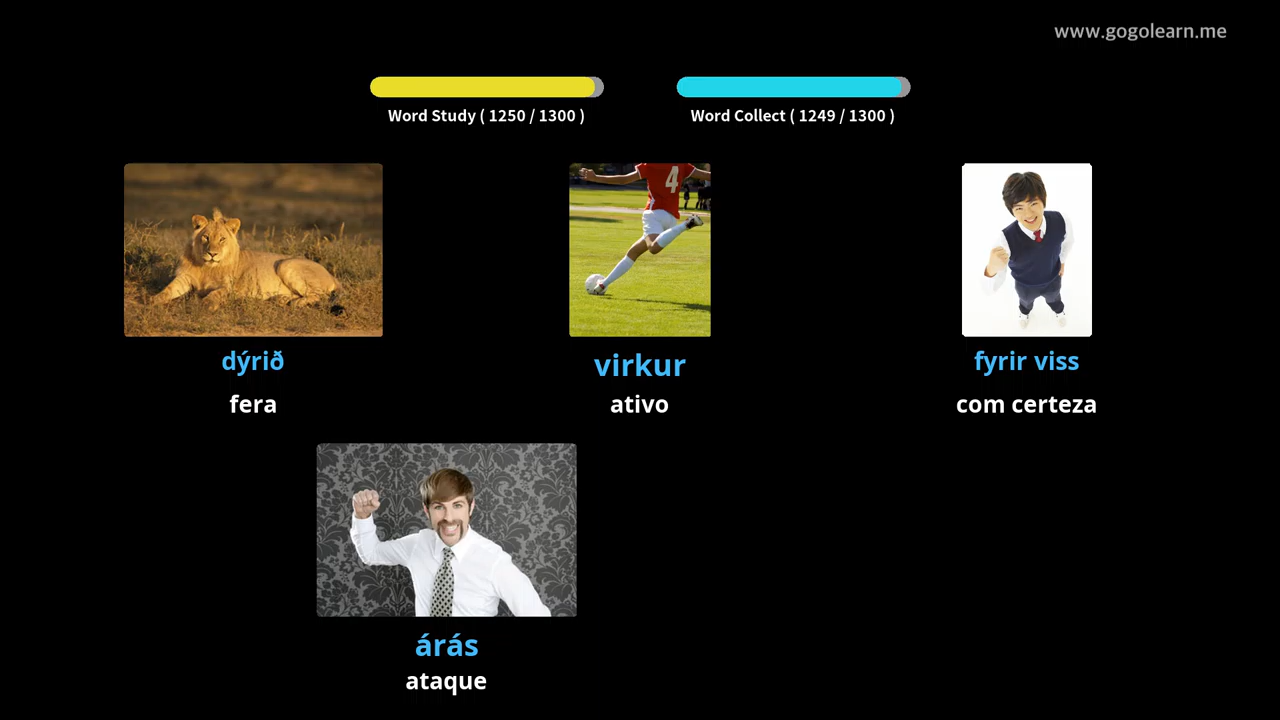 www.gogolearn.me
Word Study ( 1250 / 1300 )
Word Collect ( 1249 / 1300 )
4
dýrið
fera
virkur
ativo
fyrir viss
com certeza
árás
ataque